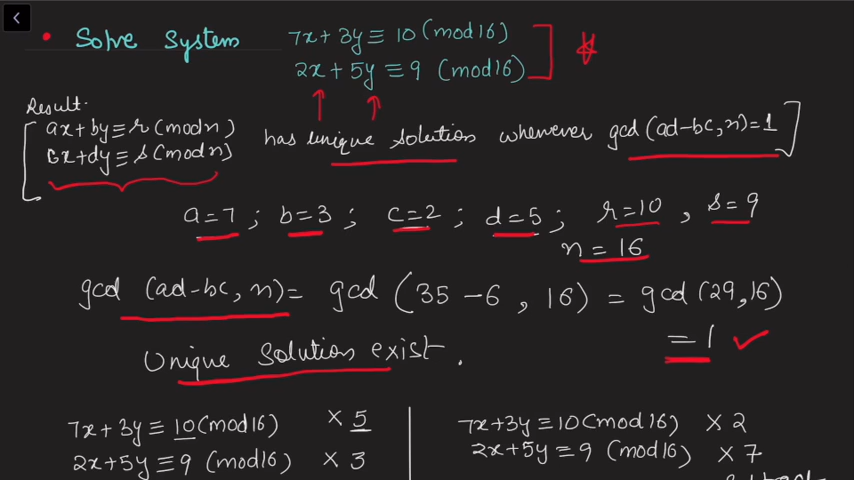 • Solve System 7x + 3y ≡ 10 (mod 16)
2x + 5y ≡ 9 (mod 16)
Result.
ax + by ≡ r (mod n)
cx + dy ≡ s (mod n)
has unique solution whenever gcd (ad-bc, n) = 1
a = 7 ; b = 3 ; c = 2 ; d = 5 ; r = 10 , s = 9
n = 16
gcd (ad-bc, n) = gcd (35 - 6 , 16) = gcd (29, 16)
= 1 ✓
Unique Solution exist.
7x + 3y ≡ 10 (mod 16) × 5
2x + 5y ≡ 9 (mod 16) × 3
7x + 3y ≡ 10 (mod 16) × 2
2x + 5y ≡ 9 (mod 16) × 7